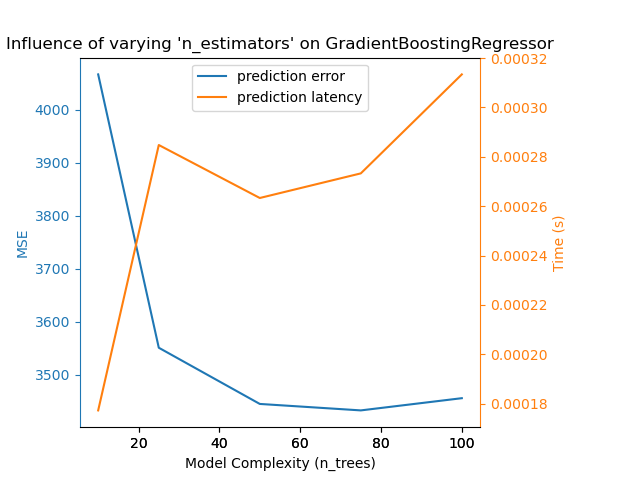 Influence of varying 'n_estimators' on GradientBoostingRegressor
prediction error
prediction latency
MSE
4000
3900
3800
3700
3600
3500
0.00032
0.00030
0.00028
0.00026
0.00024
0.00022
0.00020
0.00018
Time (s)
20 40 60 80 100
Model Complexity (n_trees)